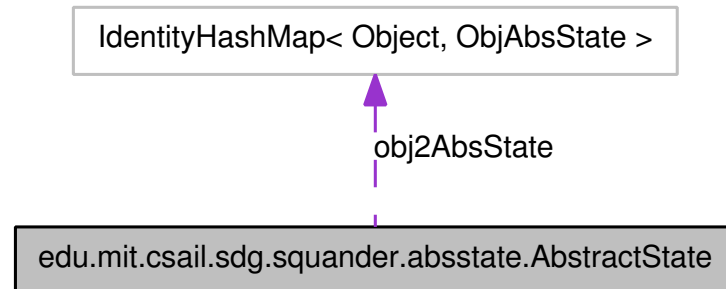 IdentityHashMap< Object, ObjAbsState >
obj2AbsState
edu.mit.csail.sdg.squander.absstate.AbstractState